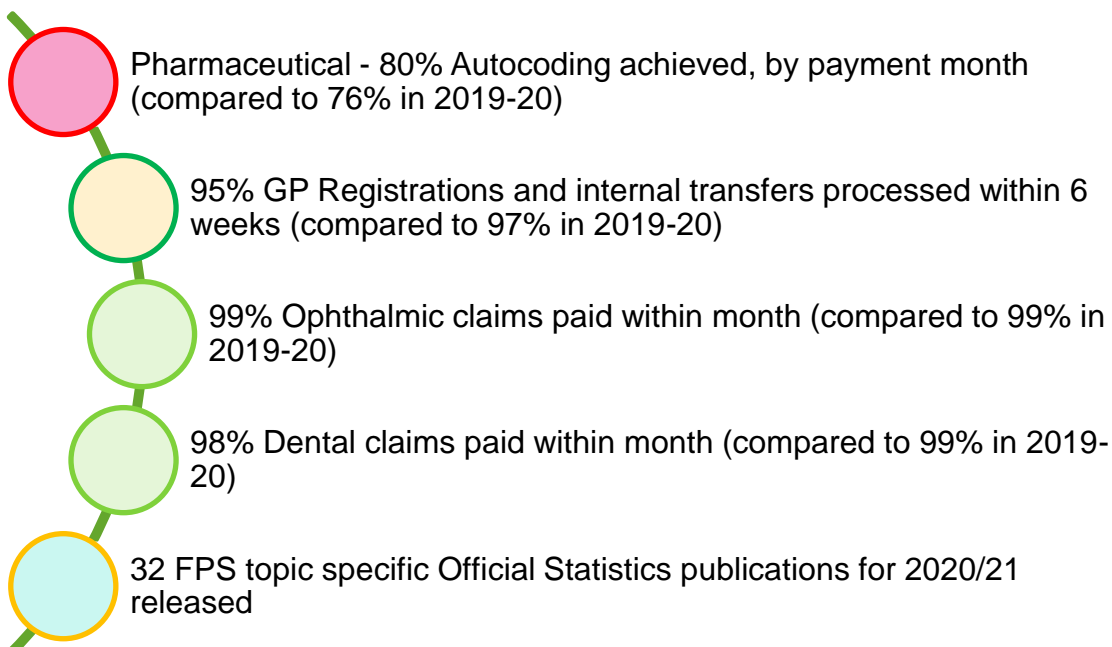 Pharmaceutical - 80% Autocoding achieved, by payment month
(compared to 76% in 2019-20)
95% GP Registrations and internal transfers processed within 6
weeks (compared to 97% in 2019-20)
99% Ophthalmic claims paid within month (compared to 99% in
2019-20)
98% Dental claims paid within month (compared to 99% in 2019-
20)
32 FPS topic specific Official Statistics publications for 2020/21
released